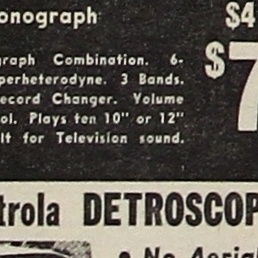 onograph $4
raph Combination. 6-
perheterodyne. 3 Bands. $7
ecord Changer. Volume
ol. Plays ten 10" or 12"
lt for Television sound.
trola DETROSCOP
• No Aerial